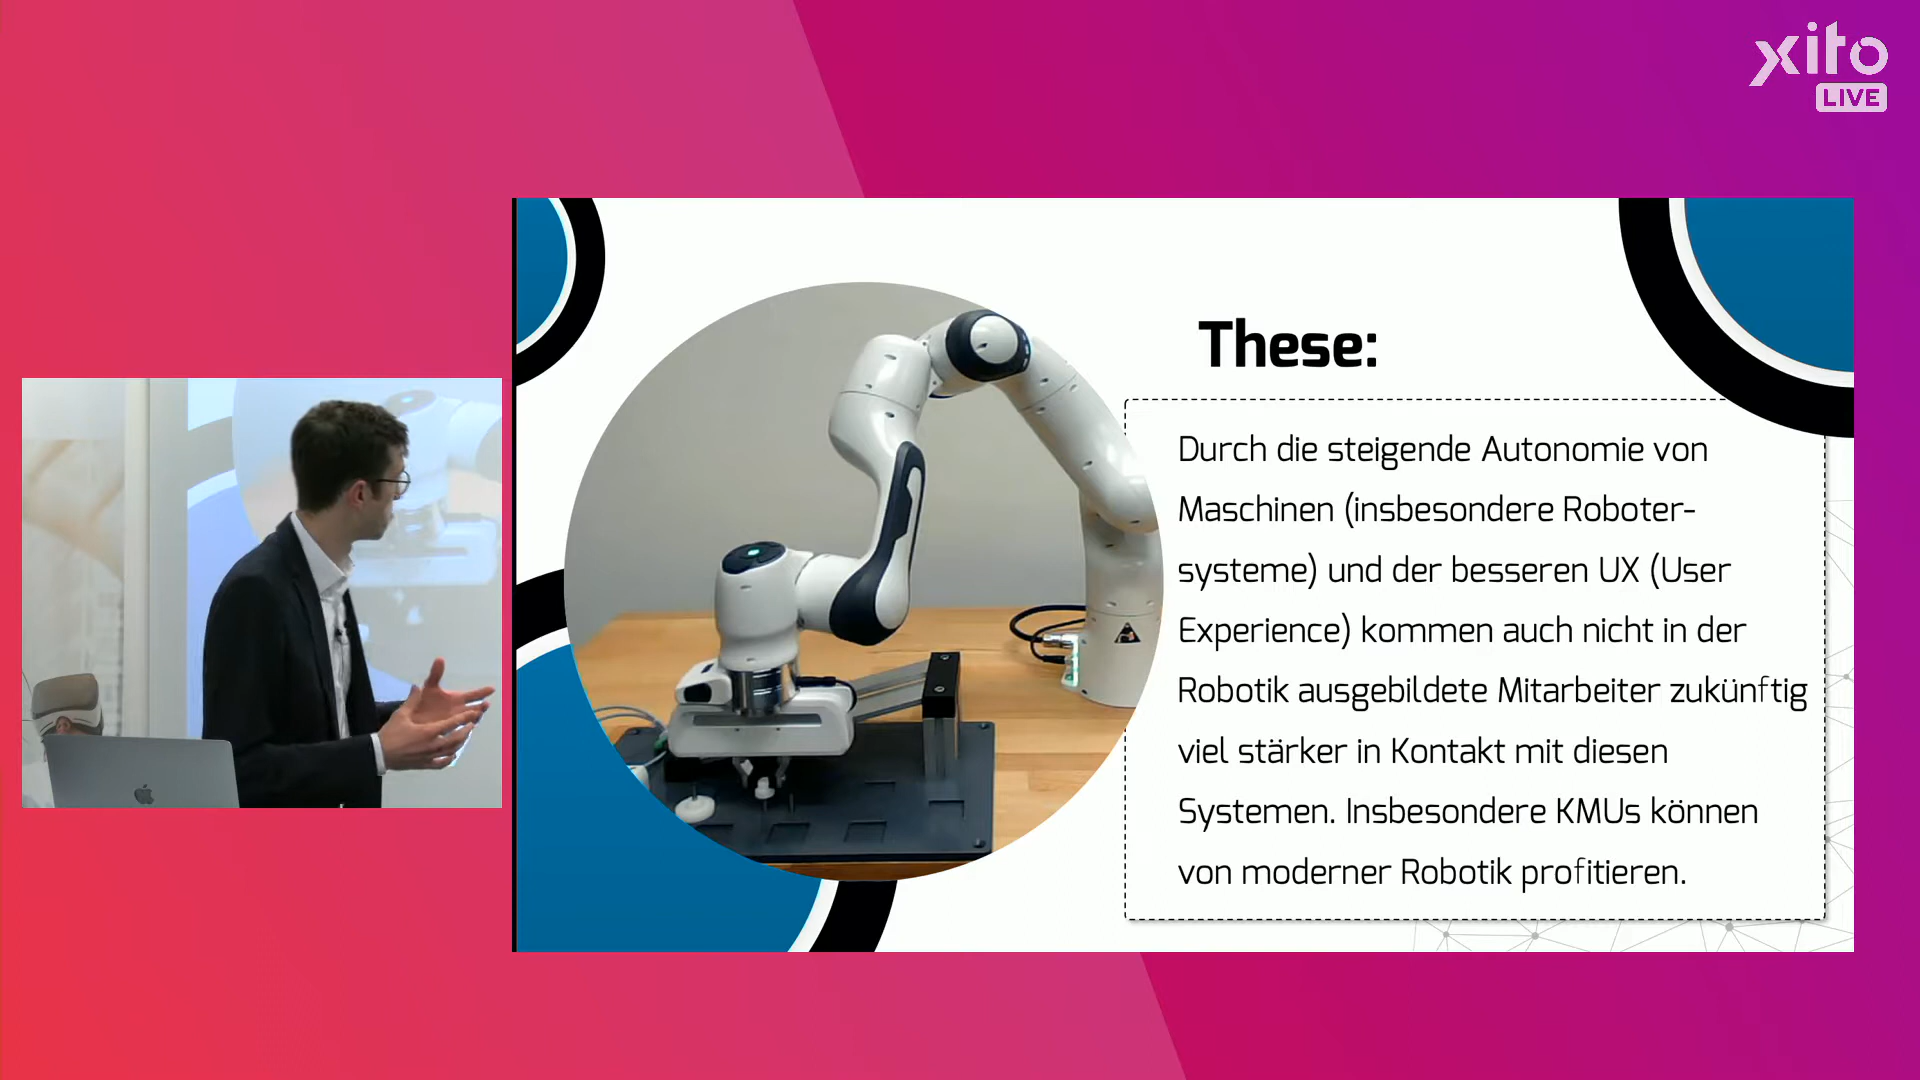 xito
LIVE
These:
Durch die steigende Autonomie von
Maschinen (insbesondere Roboter-
systeme) und der besseren UX (User
Experience) kommen auch nicht in der
Robotik ausgebildete Mitarbeiter zukünftig
viel stärker in Kontakt mit diesen
Systemen. Insbesondere KMUs können
von moderner Robotik profitieren.